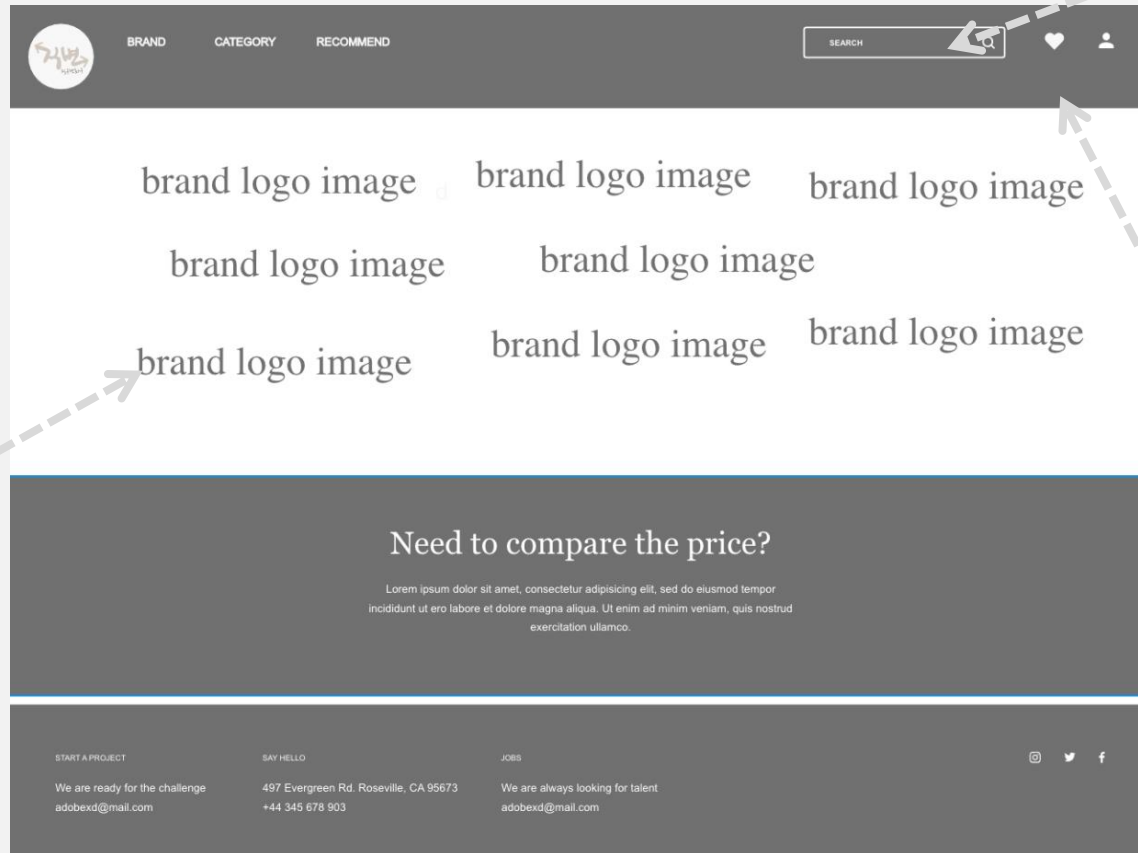 직변
BRAND CATEGORY RECOMMEND
SEARCH
brand logo image brand logo image brand logo image
brand logo image brand logo image
brand logo image brand logo image brand logo image
Need to compare the price?
Lorem ipsum dolor sit amet, consectetur adipisicing elit, sed do eiusmod tempor
incididunt ut ero labore et dolore magna aliqua. Ut enim ad minim veniam, quis nostrud
exercitation ullamco.
START A PROJECT
We are ready for the challenge
adobexd@mail.com
SAY HELLO
497 Evergreen Rd. Roseville, CA 95673
+44 345 678 903
JOBS
We are always looking for talent
adobexd@mail.com